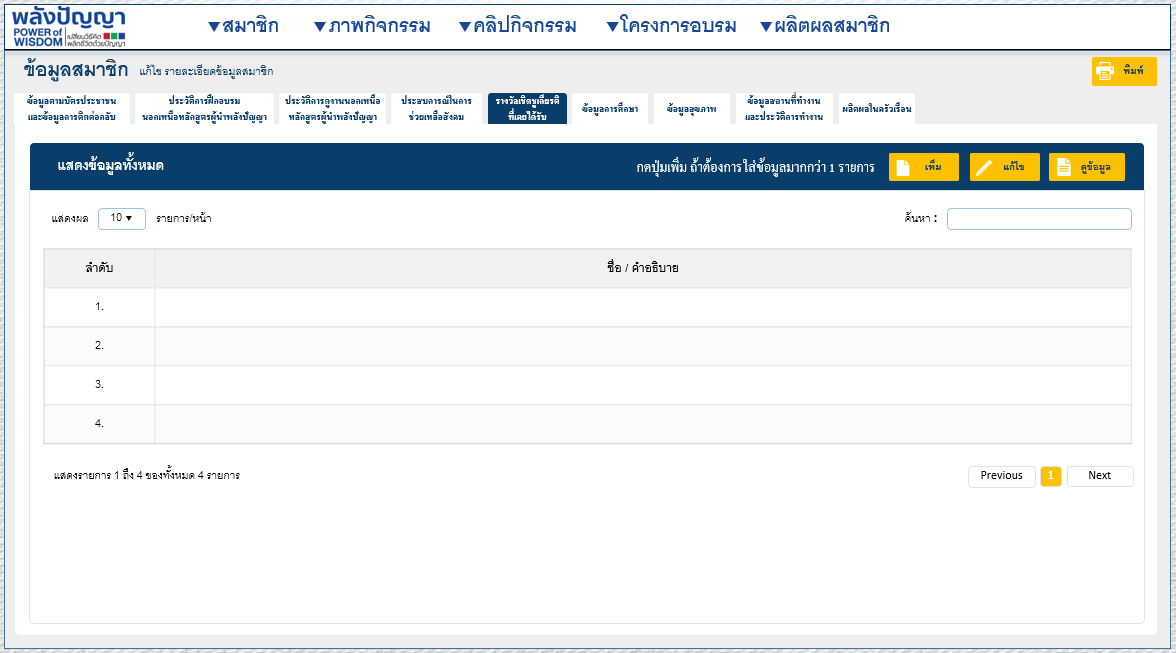 พลังปัญญา
POWER of
WISDOM
เปลี่ยนวิธีคิด
พลิกชีวิตด้วยปัญญา
▼สมาชิก ▼ภาพกิจกรรม ▼คลิปกิจกรรม ▼โครงการอบรม ▼ผลิตผลสมาชิก
ข้อมูลสมาชิก แก้ไข รายละเอียดข้อมูลสมาชิก
พิมพ์
ข้อมูลตามบัตรประชาชน
และข้อมูลการติดต่อกลับ
ประวัติการฝึกอบรม
นอกเหนือหลักสูตรผู้นำพลังปัญญา
ประวัติการดูงานนอกเหนือ
หลักสูตรผู้นำพลังปัญญา
ประสบการณ์ในการ
ช่วยเหลือสังคม
รางวัลเชิดชูเกียรติ
ที่เคยได้รับ
ข้อมูลการศึกษา
ข้อมูลสุขภาพ
ข้อมูลสถานที่ทำงาน
และประวัติการทำงาน
ผลิตผลในครัวเรือน
แสดงข้อมูลทั้งหมด
กดปุ่มเพิ่ม ถ้าต้องการใส่ข้อมูลมากกว่า 1 รายการ
เพิ่ม
แก้ไข
ดูข้อมูล
แสดงผล 10 ▼ รายการ/หน้า
ค้นหา :
ลำดับ ชื่อ / คำอธิบาย
1.
2.
3.
4.
แสดงรายการ 1 ถึง 4 ของทั้งหมด 4 รายการ
Previous 1 Next